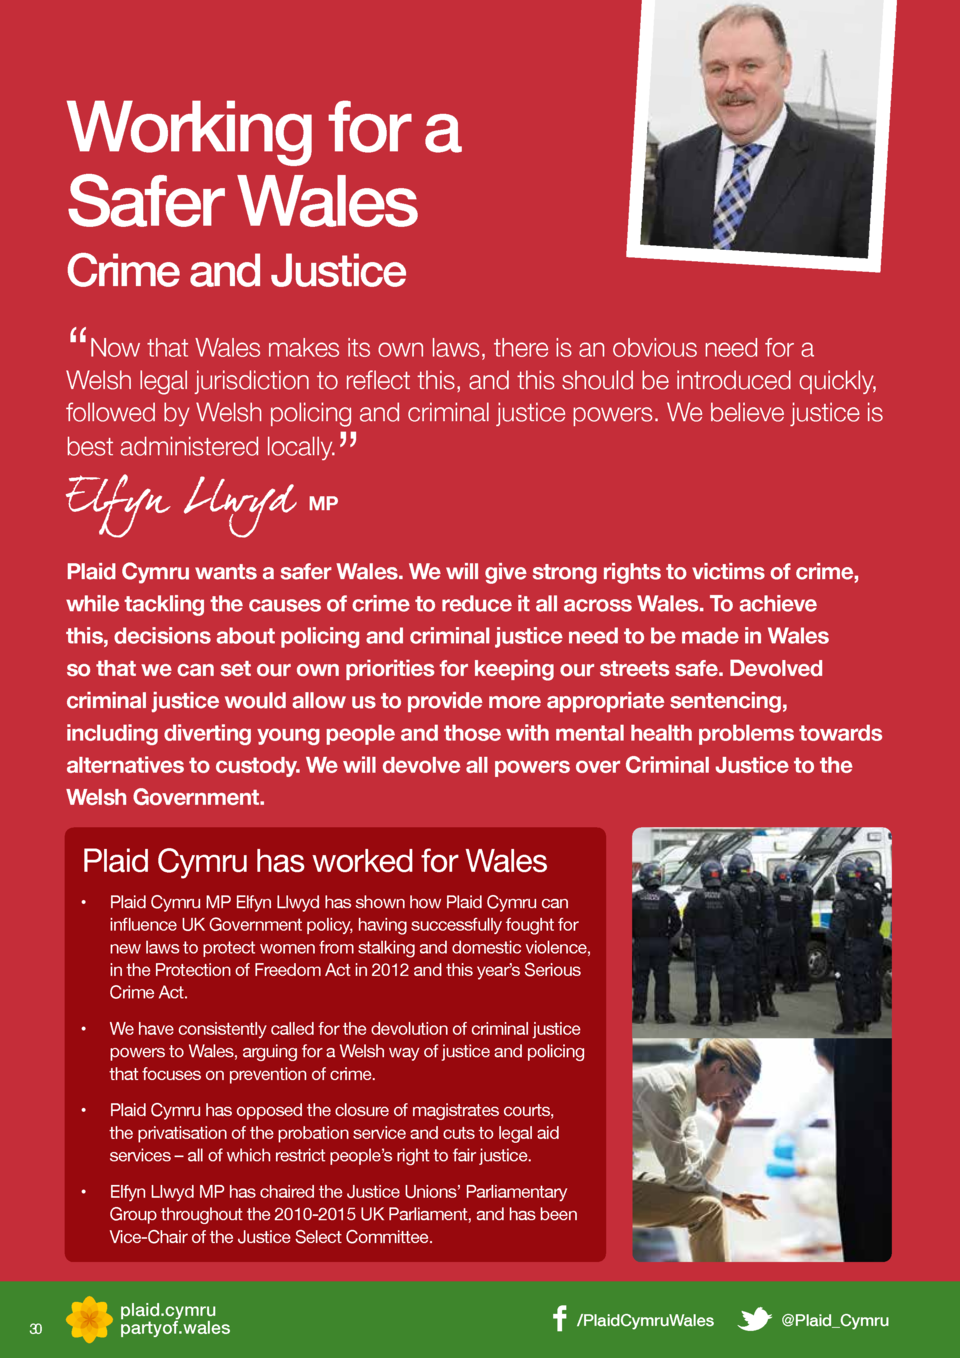 Working for a
Safer Wales
Crime and Justice
“Now that Wales makes its own laws, there is an obvious need for a
Welsh legal jurisdiction to reflect this, and this should be introduced quickly,
followed by Welsh policing and criminal justice powers. We believe justice is
best administered locally.”
Elfyn Llwyd MP
Plaid Cymru wants a safer Wales. We will give strong rights to victims of crime,
while tackling the causes of crime to reduce it all across Wales. To achieve
this, decisions about policing and criminal justice need to be made in Wales
so that we can set our own priorities for keeping our streets safe. Devolved
criminal justice would allow us to provide more appropriate sentencing,
including diverting young people and those with mental health problems towards
alternatives to custody. We will devolve all powers over Criminal Justice to the
Welsh Government.
Plaid Cymru has worked for Wales
• Plaid Cymru MP Elfyn Llwyd has shown how Plaid Cymru can
influence UK Government policy, having successfully fought for
new laws to protect women from stalking and domestic violence,
in the Protection of Freedom Act in 2012 and this year’s Serious
Crime Act.
• We have consistently called for the devolution of criminal justice
powers to Wales, arguing for a Welsh way of justice and policing
that focuses on prevention of crime.
• Plaid Cymru has opposed the closure of magistrates courts,
the privatisation of the probation service and cuts to legal aid
services – all of which restrict people’s right to fair justice.
• Elfyn Llwyd MP has chaired the Justice Unions’ Parliamentary
Group throughout the 2010-2015 UK Parliament, and has been
Vice-Chair of the Justice Select Committee.
30
plaid.cymru
partyof.wales
/PlaidCymruWales
@Plaid_Cymru